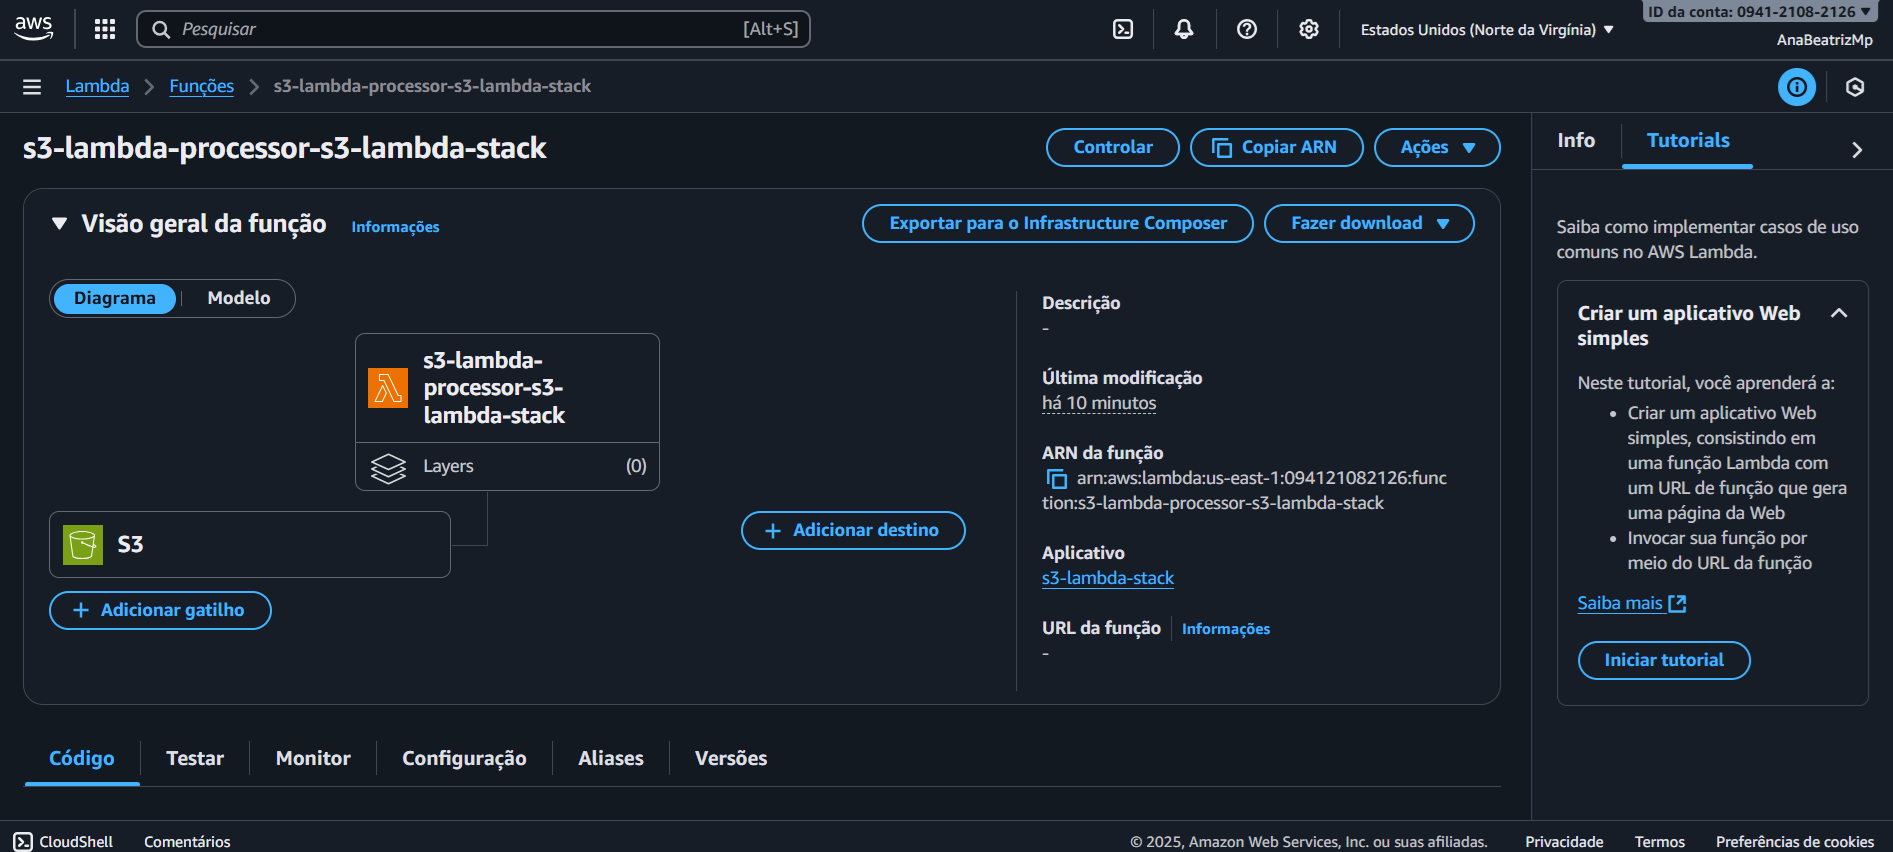 aws
Pesquisar
[Alt+S]
Estados Unidos (Norte da Virgínia)
ID da conta: 0941-2108-2126
AnaBeatrizMp
Lambda
Funções
s3-lambda-processor-s3-lambda-stack
s3-lambda-processor-s3-lambda-stack
Controlar
Copiar ARN
Ações
Visão geral da função
Informações
Exportar para o Infrastructure Composer
Fazer download
Diagrama
Modelo
s3-lambda-
processor-s3-
lambda-stack
Layers
(0)
S3
Adicionar gatilho
Adicionar destino
Descrição
-
Última modificação
há 10 minutos
ARN da função
arn:aws:lambda:us-east-1:094121082126:func
tion:s3-lambda-processor-s3-lambda-stack
Aplicativo
s3-lambda-stack
URL da função
Informações
-
Código
Testar
Monitor
Configuração
Aliases
Versões
Info
Tutorials
Saiba como implementar casos de uso
comuns no AWS Lambda.
Criar um aplicativo Web
simples
Neste tutorial, você aprenderá a:
• Criar um aplicativo Web
simples, consistindo em
uma função Lambda com
um URL de função que gera
uma página da Web
• Invocar sua função por
meio do URL da função
Saiba mais
Iniciar tutorial
CloudShell
Comentários
© 2025, Amazon Web Services, Inc. ou suas afiliadas.
Privacidade
Termos
Preferências de cookies